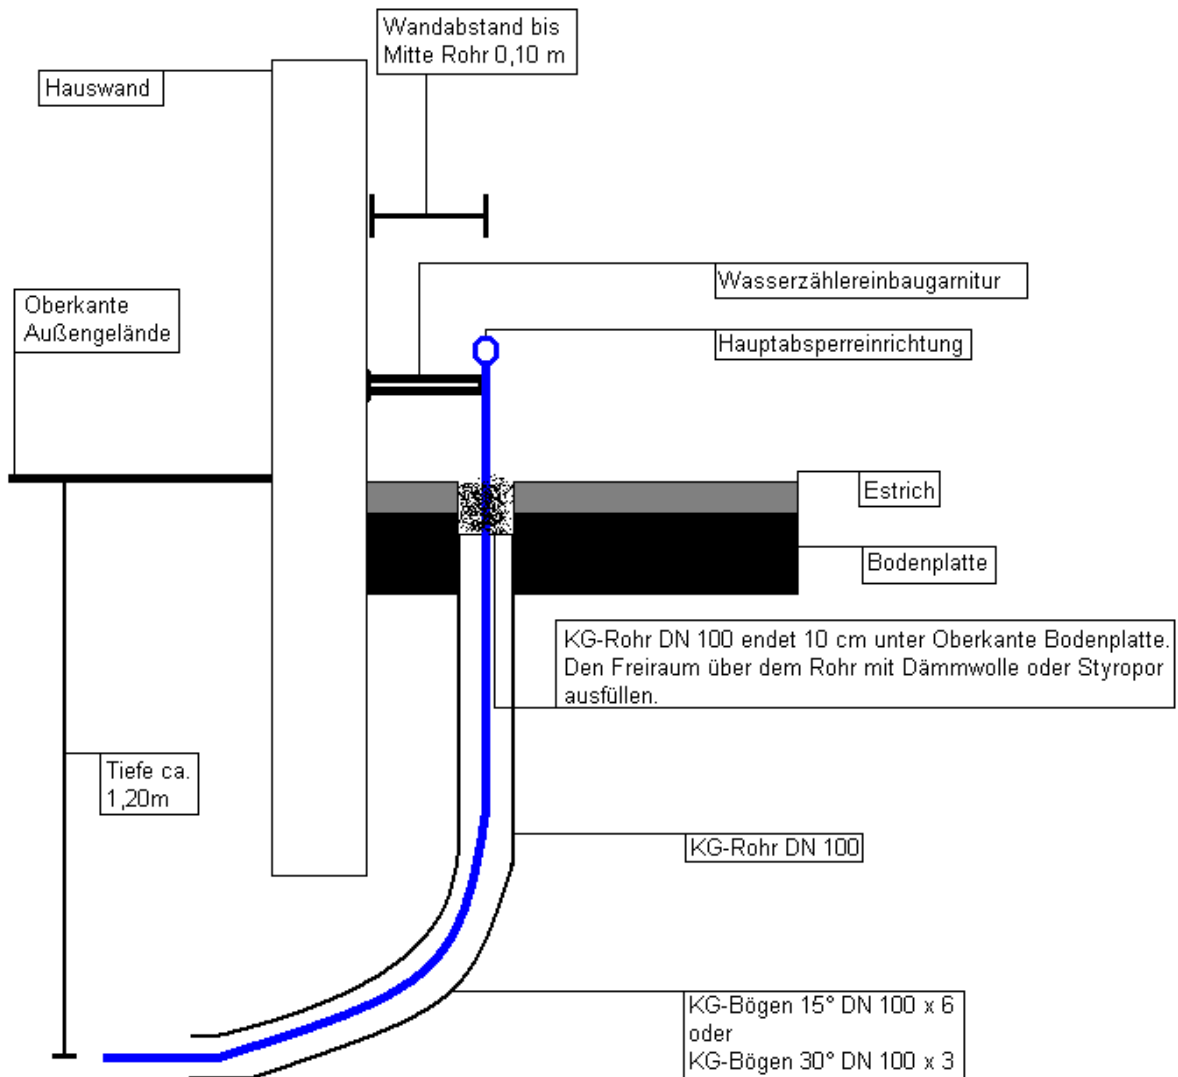 Wandabstand bis
Mitte Rohr 0,10 m
Hauswand
Wasserzählereinbaugarnitur
Oberkante
Außengelände
Hauptabsperreinrichtung
Estrich
Bodenplatte
KG-Rohr DN 100 endet 10 cm unter Oberkante Bodenplatte.
Den Freiraum über dem Rohr mit Dämmwolle oder Styropor
ausfüllen.
Tiefe ca.
1,20m
KG-Rohr DN 100
KG-Bögen 15° DN 100 x 6
oder
KG-Bögen 30° DN 100 x 3